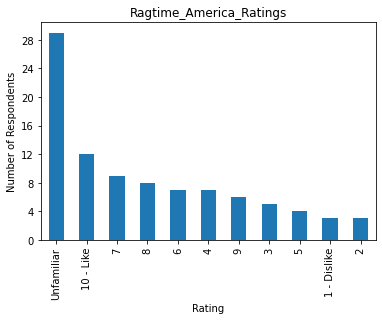 Ragtime_America_Ratings
Number of Respondents
28
24
20
16
12
8
4
0
Unfamiliar
10 - Like
7
8
6
4
9
3
5
1 - Dislike
2
Rating